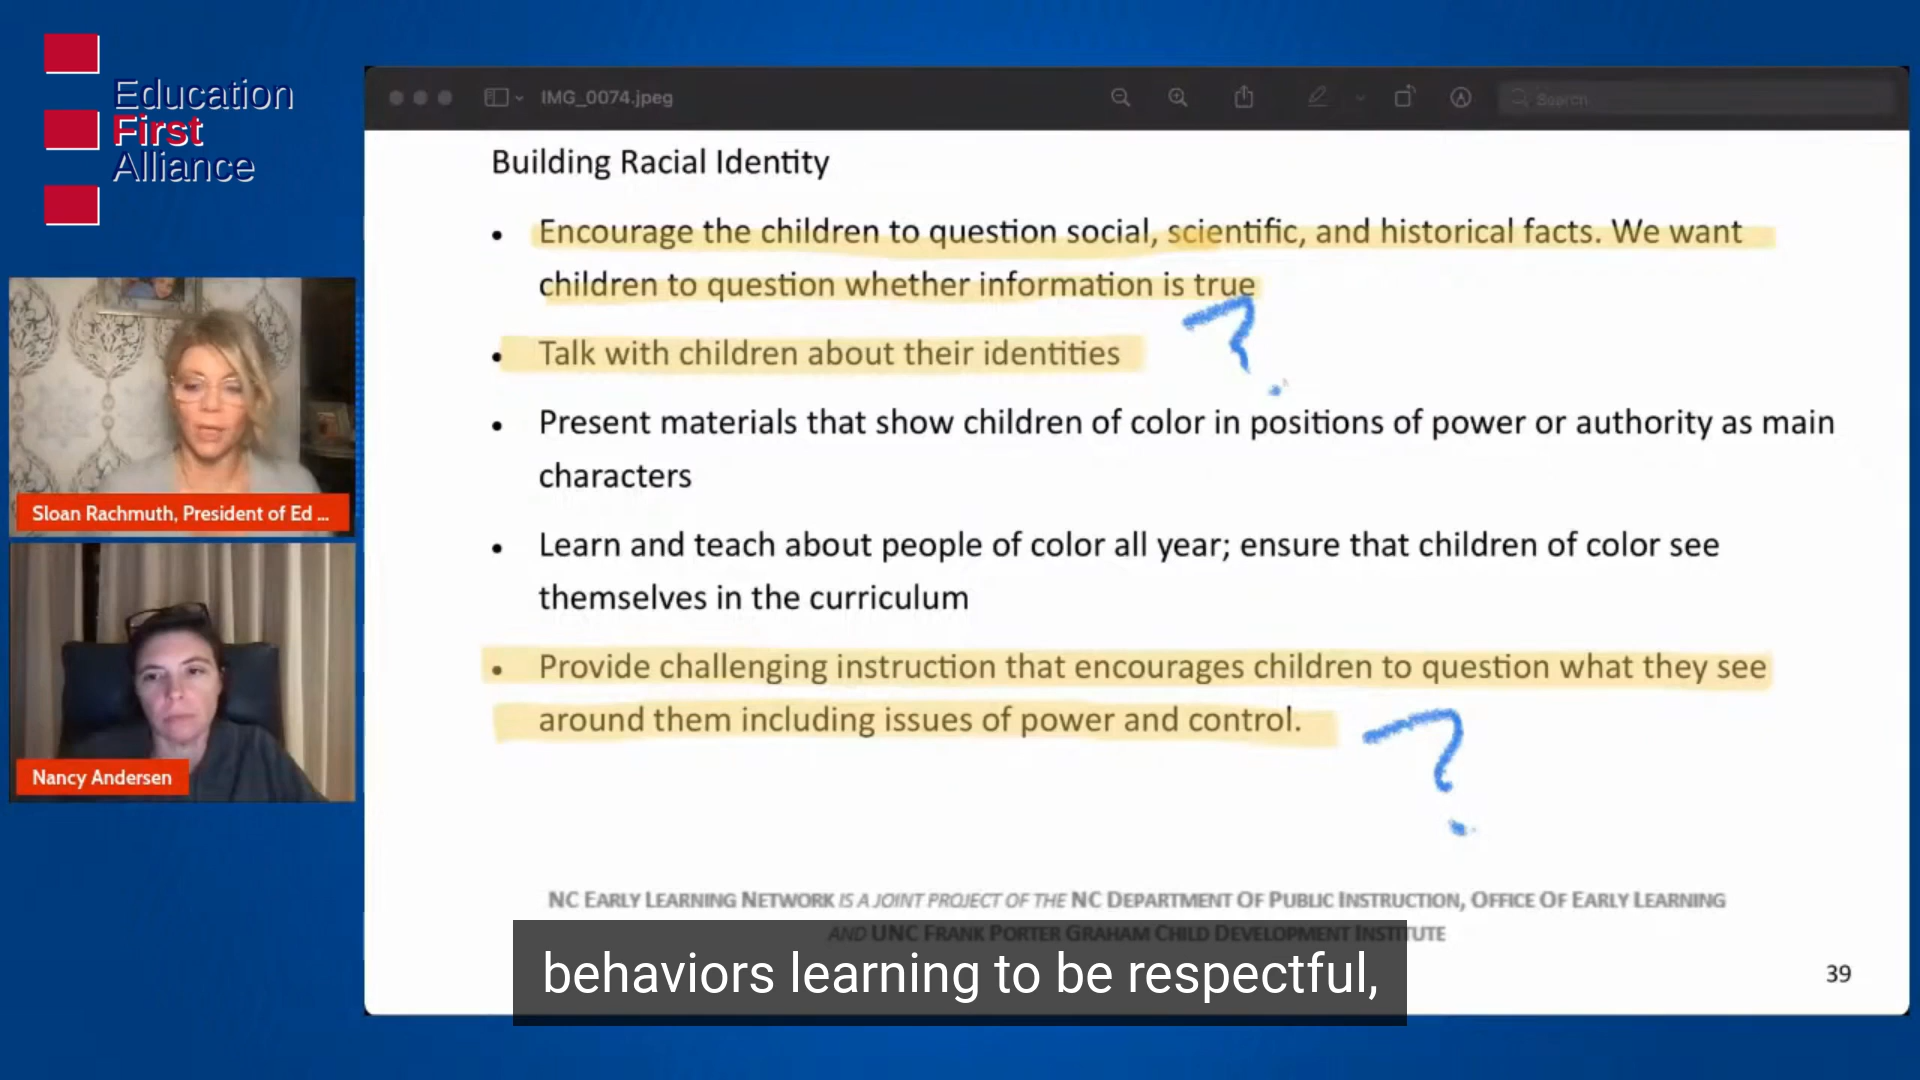 Education
First
Alliance
IMG_0074.jpeg
Search
Building Racial Identity
• Encourage the children to question social, scientific, and historical facts. We want
children to question whether information is true
?
• Talk with children about their identities
• Present materials that show children of color in positions of power or authority as main
characters
• Learn and teach about people of color all year; ensure that children of color see
themselves in the curriculum
• Provide challenging instruction that encourages children to question what they see
around them including issues of power and control.
?
NC EARLY LEARNING NETWORK IS A JOINT PROJECT OF THE NC DEPARTMENT OF PUBLIC INSTRUCTION, OFFICE OF EARLY LEARNING
AND UNC FRANK PORTER GRAHAM CHILD DEVELOPMENT INSTITUTE
39
Sloan Rachmuth, President of Ed ...
Nancy Andersen
behaviors learning to be respectful,